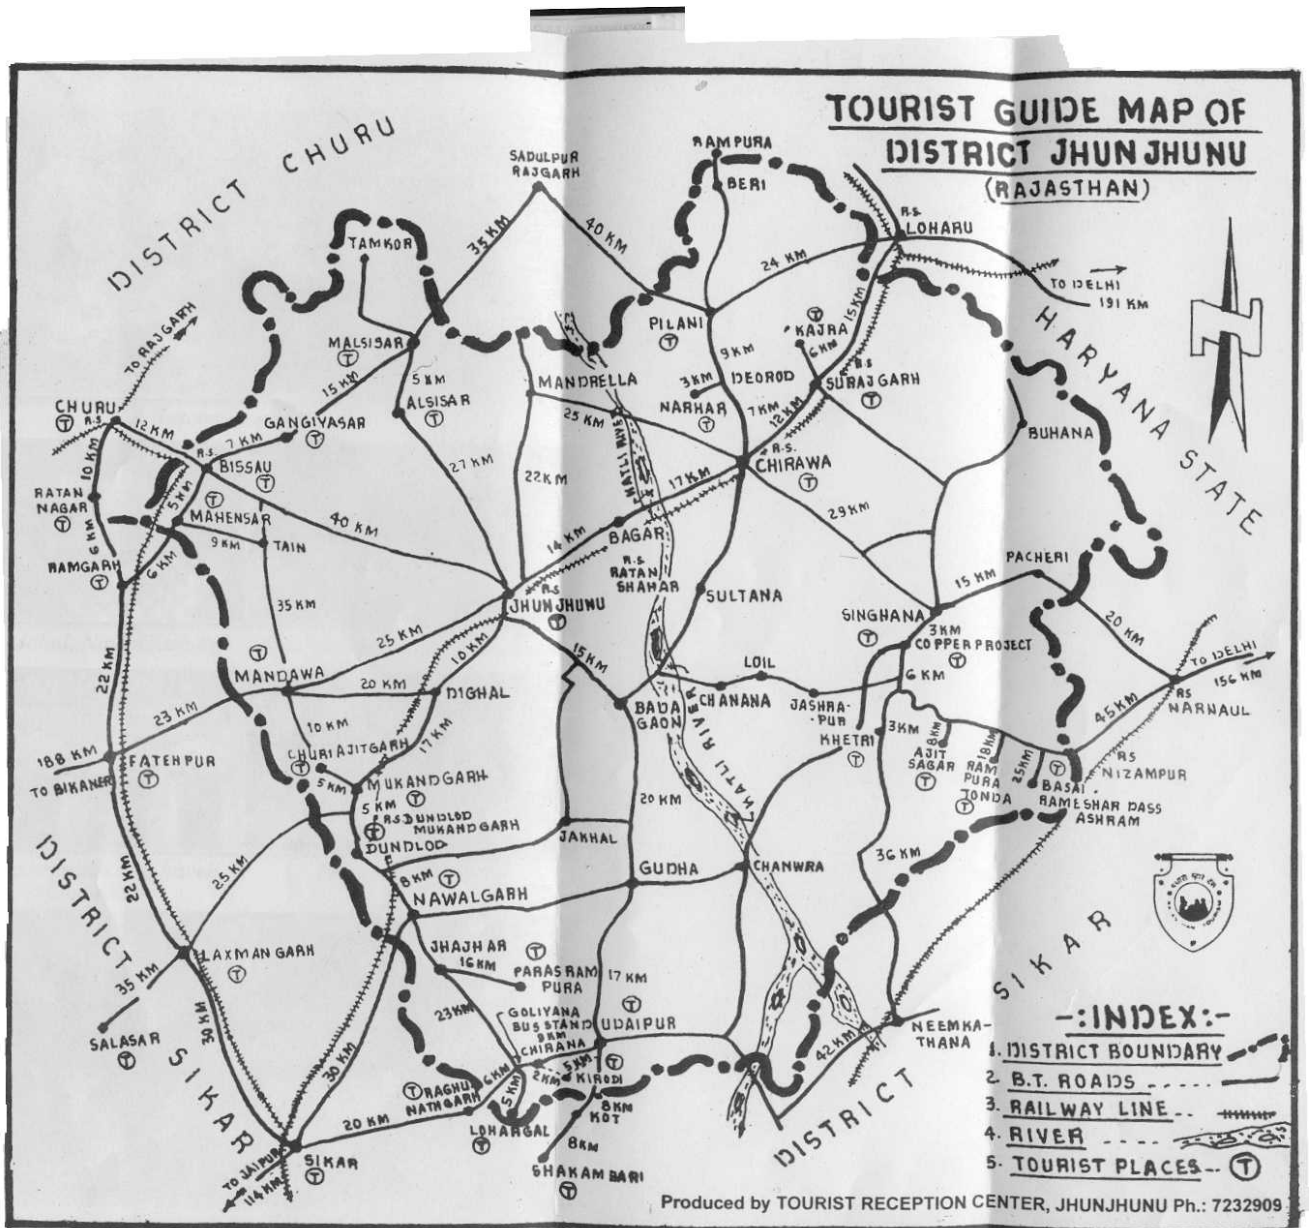 TOURIST GUIDE MAP OF
DISTRICT JHUNJHUNU
(RAJASTHAN)
DISTRICT CHURU
SADULPUR
RAJGARH
RAMPURA
BERI
TAMKOR
35 KM
40 KM
R.S.
LOHARU
24 KM
TO DELHI
191 KM
HARYANA STATE
TO RAJGARH
MALSISAR
T
15 KM
5 KM
ALSISAR
T
PILANI
T
KAJRA
T
6 KM
15 KM
R.S
SURAJGARH
T
9 KM
3 KM
DEOROD
NARHAR
T
7 KM
12 KM
MANDRELLA
25 KM
CHURU
R.S
T
12 KM
7 KM
GANGIYASAR
T
R.S.
BISSAU
T
10 KM
RATAN
NAGAR
T
5 KM
T
MAHENSAR
9 KM
TAIN
40 KM
27 KM
22 KM
KATLI RIVER
17 KM
R.S.
CHIRAWA
T
BUHANA
29 KM
6 KM
RAMGARH
T
6 KM
14 KM
BAGAR
R.S
RATAN
SHAHAR
PACHERI
15 KM
20 KM
R.S
JHUNJHUNU
T
SULTANA
SINGHANA
T
3 KM
COPPER PROJECT
T
6 KM
35 KM
25 KM
10 KM
15 KM
22 KM
T
MANDAWA
20 KM
DIGHAL
LOIL
CHANANA
JASHRA-
PUR
TO DELHI
156 KM
RS
NARNAUL
45 KM
23 KM
188 KM
TO BIKANER
FATEHPUR
T
10 KM
17 KM
CHURI AJITGARH
5 KM
MUKANDGARH
T
BADA
GAON
KATLI RIVER
KHETRI
T
3 KM
8 KM
AJIT
SAGAR
T
18 KM
RAM
PURA
TONDA
T
25 KM
T
BASAI
RAMESHAR DASS
ASHRAM
RS
NIZAMPUR
5 KM
R.S DUNDLOD
MUKANDGARH
T
DUNDLOD
20 KM
JAKHAL
22 KM
25 KM
8 KM
T
NAWALGARH
GUDHA
CHANWRA
36 KM
DISTRICT SIKAR
LAXMANGARH
T
35 KM
SALASAR
T
30 KM
JHAJHAR
16 KM
T
PARASRAM
PURA
17 KM
T
23 KM
GOLIYANA
BUS STAND
9 KM
UDAIPUR
CHIRANA
5 KM
T
KIRODI
2 KM
6 KM
5 KM
T RAGHU
NATHGARH
8 KM
KOT
LOHARGAL
T
8 KM
SHAKAMBARI
T
30 KM
20 KM
SIKAR
T
TO JAIPUR
114 KM
42 KM
NEEMKA-
THANA
DISTRICT SIKAR
-:INDEX:-
1. DISTRICT BOUNDARY
2. B.T. ROADS
3. RAILWAY LINE
4. RIVER
5. TOURIST PLACES T
Produced by TOURIST RECEPTION CENTER, JHUNJHUNU Ph.: 7232909